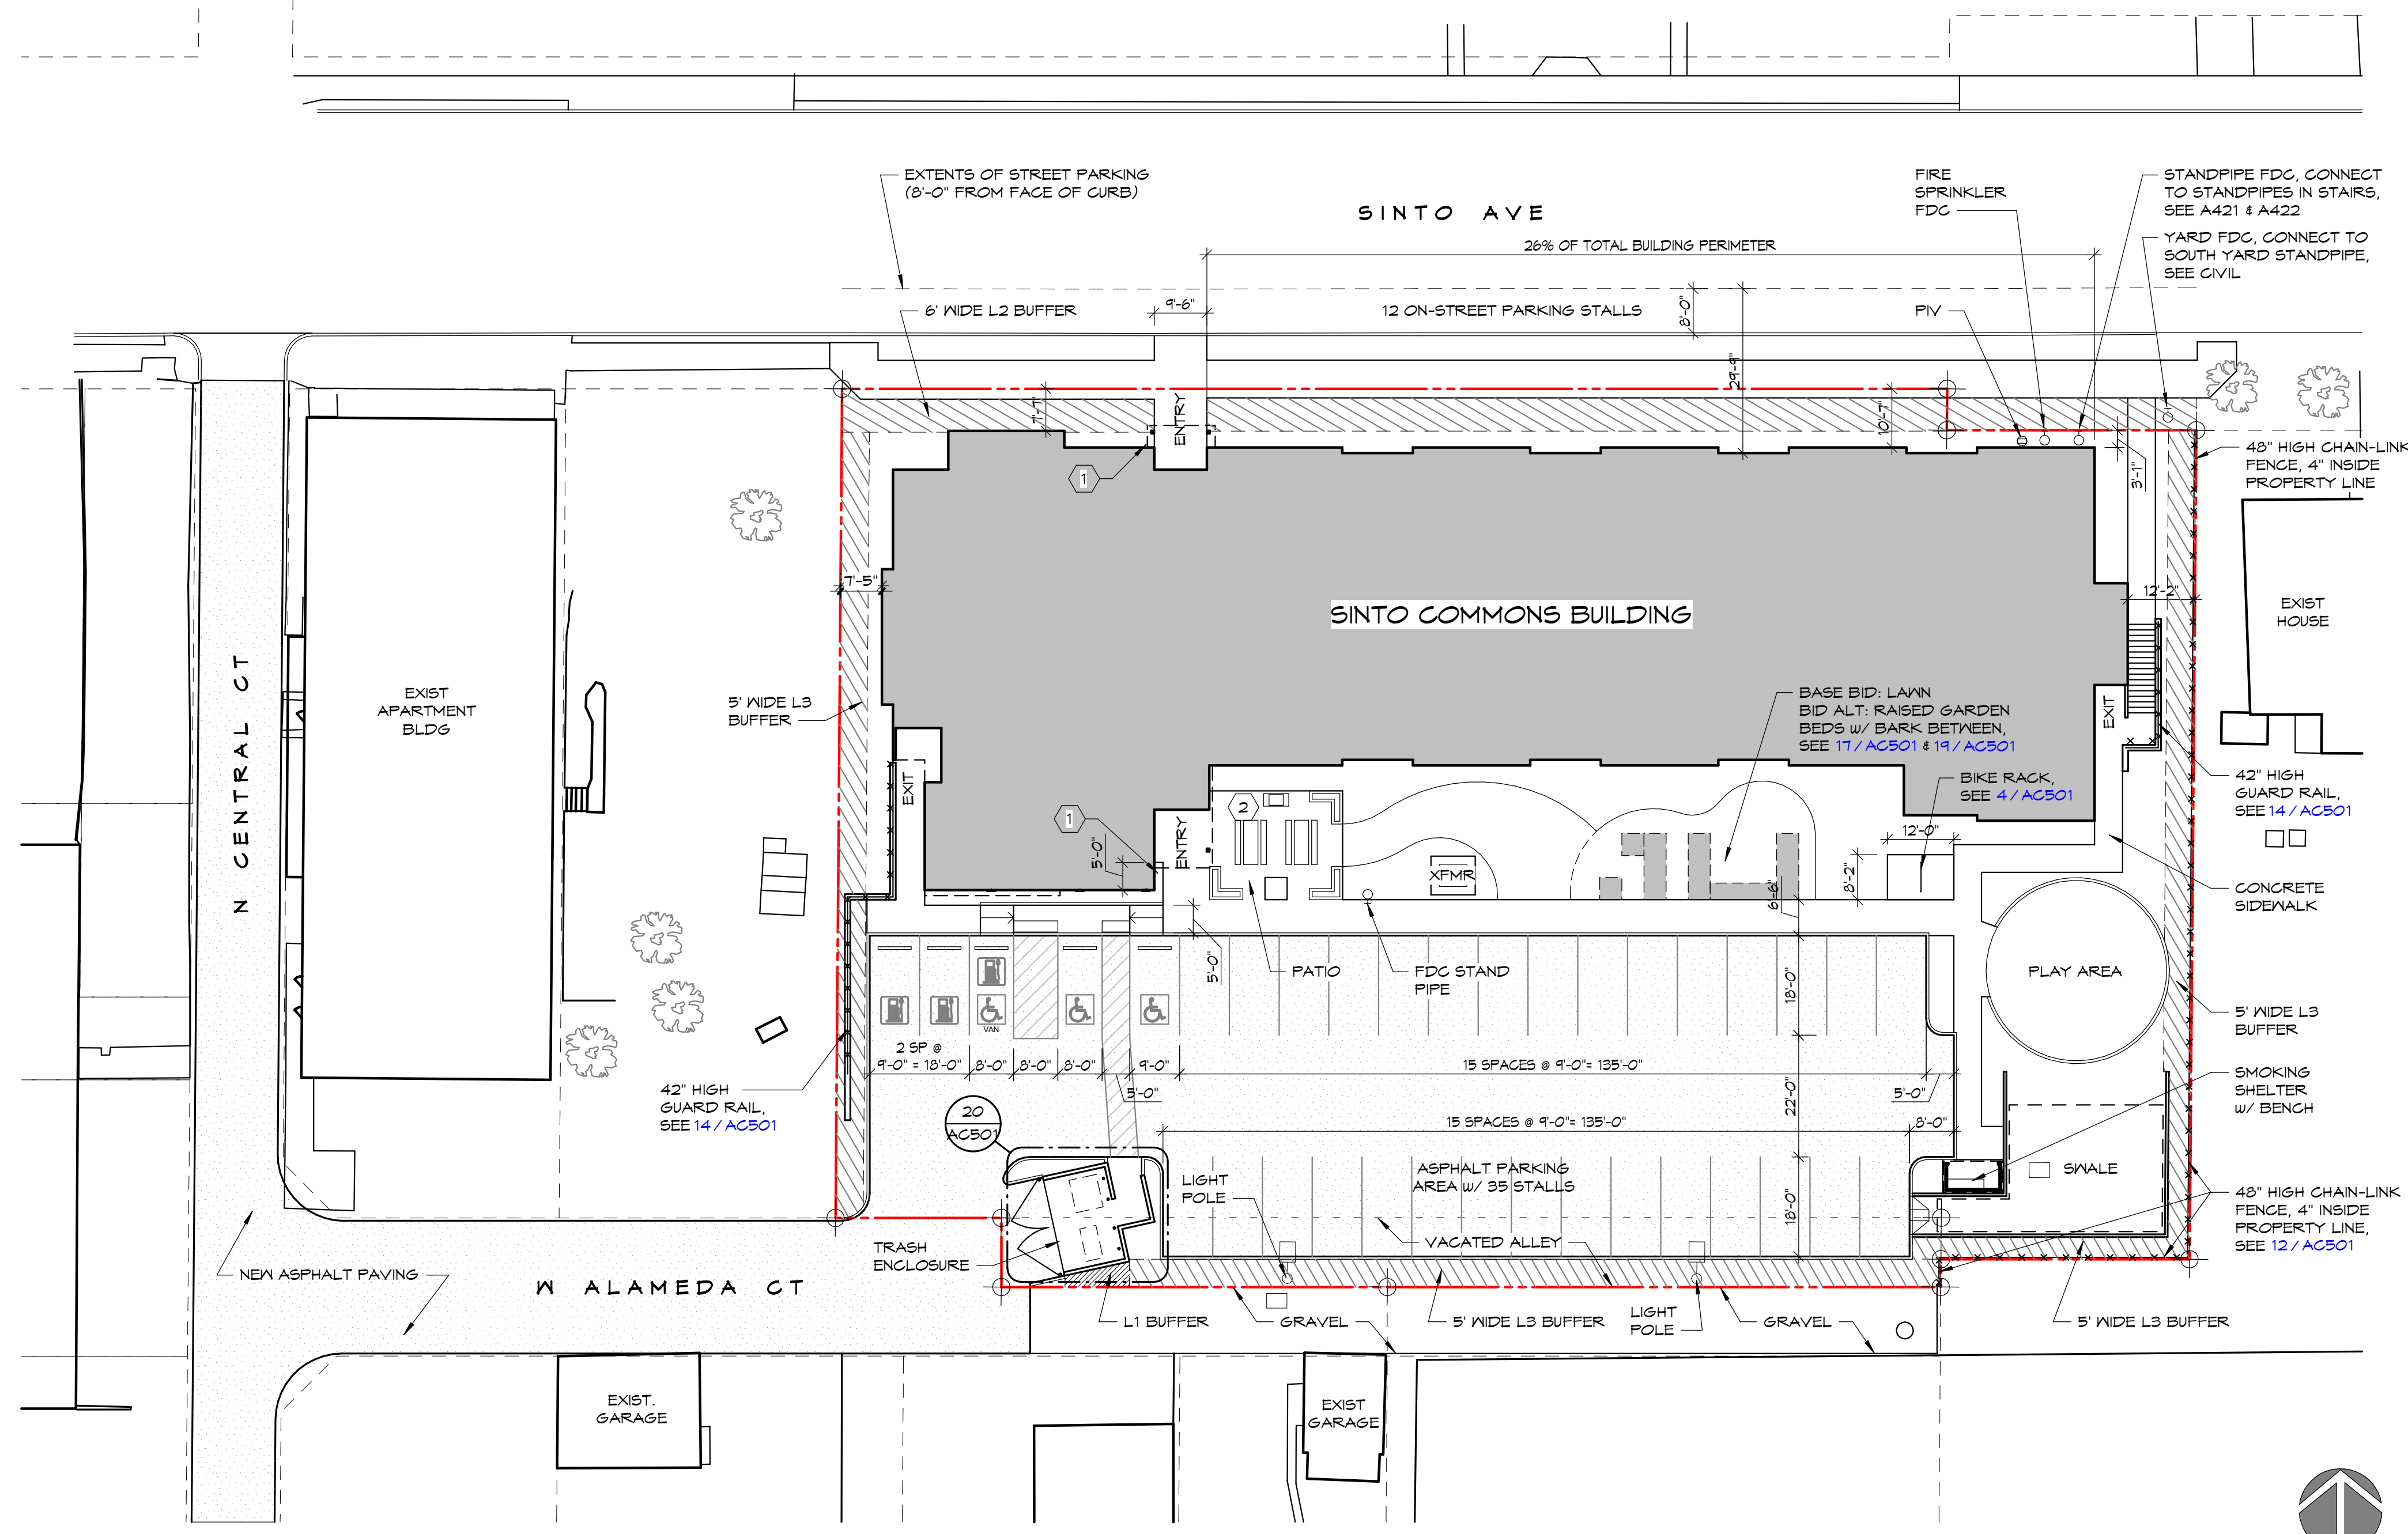 EXTENTS OF STREET PARKING
(8'-0" FROM FACE OF CURB)
SINTO AVE
FIRE
SPRINKLER
FDC
STANDPIPE FDC, CONNECT
TO STANDPIPES IN STAIRS,
SEE A421 & A422
26% OF TOTAL BUILDING PERIMETER
YARD FDC, CONNECT TO
SOUTH YARD STANDPIPE,
SEE CIVIL
6' WIDE L2 BUFFER
9'-6"
12 ON-STREET PARKING STALLS
8'-0"
PIV
29'-9"
ENTRY
10'-7"
1
3'-1"
48" HIGH CHAIN-LINK
FENCE, 4" INSIDE
PROPERTY LINE
7'-5"
SINTO COMMONS BUILDING
12'-2"
EXIST
HOUSE
N CENTRAL CT
EXIST
APARTMENT
BLDG
5' WIDE L3
BUFFER
BASE BID: LAWN
BID ALT: RAISED GARDEN
BEDS W/ BARK BETWEEN,
SEE 17/AC501 & 19/AC501
EXIT
EXIT
BIKE RACK,
SEE 4/AC501
42" HIGH
GUARD RAIL,
SEE 14/AC501
2
1
ENTRY
5'-0"
12'-0"
XFMR
8'-2"
6'-6"
CONCRETE
SIDEWALK
5'-0"
PATIO
FDC STAND
PIPE
18'-0"
PLAY AREA
VAN
5' WIDE L3
BUFFER
2 SP @
9'-0" = 18'-0"
8'-0"
8'-0"
8'-0"
9'-0"
15 SPACES @ 9'-0"= 135'-0"
5'-0"
5'-0"
22'-0"
SMOKING
SHELTER
W/ BENCH
42" HIGH
GUARD RAIL,
SEE 14/AC501
20
AC501
15 SPACES @ 9'-0"= 135'-0"
8'-0"
ASPHALT PARKING
AREA W/ 35 STALLS
LIGHT
POLE
18'-0"
SWALE
48" HIGH CHAIN-LINK
FENCE, 4" INSIDE
PROPERTY LINE,
SEE 12/AC501
TRASH
ENCLOSURE
VACATED ALLEY
NEW ASPHALT PAVING
W ALAMEDA CT
L1 BUFFER
GRAVEL
5' WIDE L3 BUFFER
LIGHT
POLE
GRAVEL
5' WIDE L3 BUFFER
EXIST.
GARAGE
EXIST
GARAGE